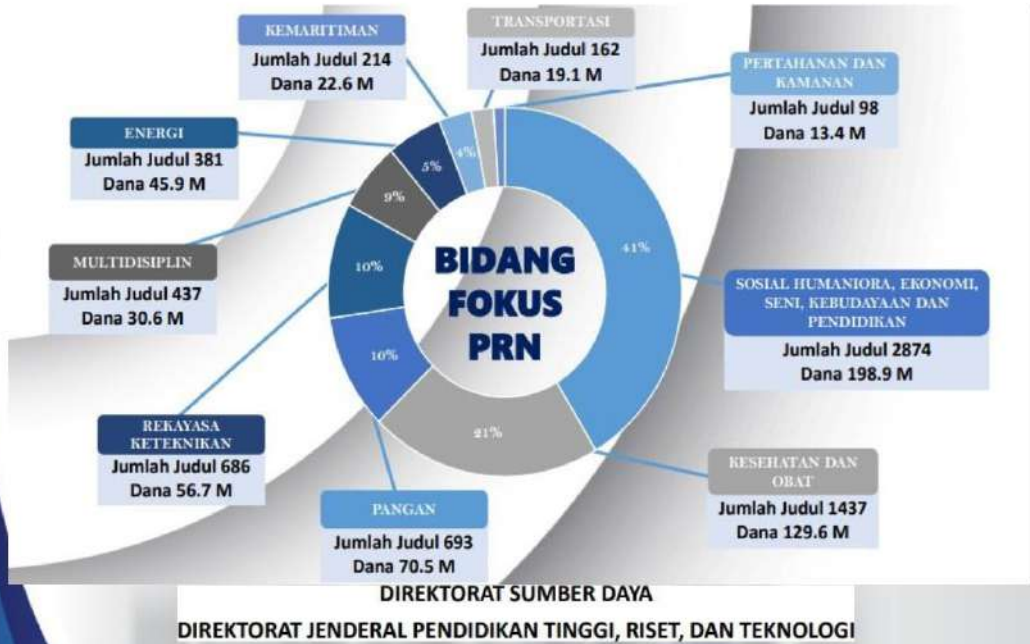 TRANSPORTASI
Jumlah Judul 162
Dana 19.1 M
KEMARITIMAN
Jumlah Judul 214
Dana 22.6 M
PERTAHANAN DAN
KAMANAN
Jumlah Judul 98
Dana 13.4 M
ENERGI
Jumlah Judul 381
Dana 45.9 M
MULTIDISIPLIN
Jumlah Judul 437
Dana 30.6 M
4%
5%
9%
10%
10%
21%
41%
BIDANG
FOKUS
PRN
SOSIAL HUMANIORA, EKONOMI,
SENI, KEBUDAYAAN DAN
PENDIDIKAN
Jumlah Judul 2874
Dana 198.9 M
REKAYASA
KETEKNIKAN
Jumlah Judul 686
Dana 56.7 M
PANGAN
Jumlah Judul 693
Dana 70.5 M
KESEHATAN DAN
OBAT
Jumlah Judul 1437
Dana 129.6 M
DIREKTORAT SUMBER DAYA
DIREKTORAT JENDERAL PENDIDIKAN TINGGI, RISET, DAN TEKNOLOGI